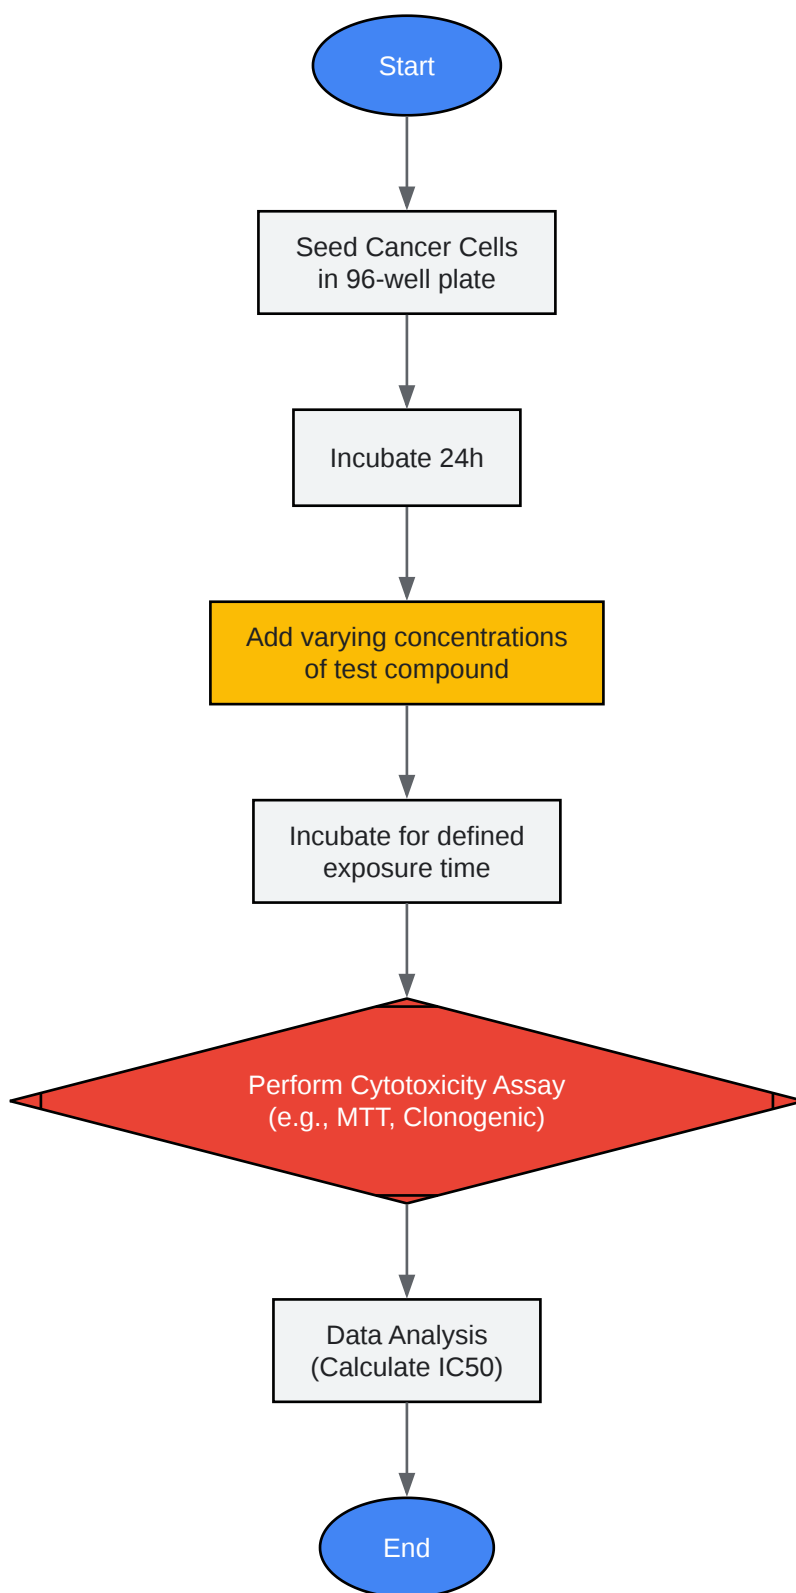 Start
Seed Cancer Cells
in 96-well plate
Incubate 24h
Add varying concentrations
of test compound
Incubate for defined
exposure time
Perform Cytotoxicity Assay
(e.g., MTT, Clonogenic)
Data Analysis
(Calculate IC50)
End